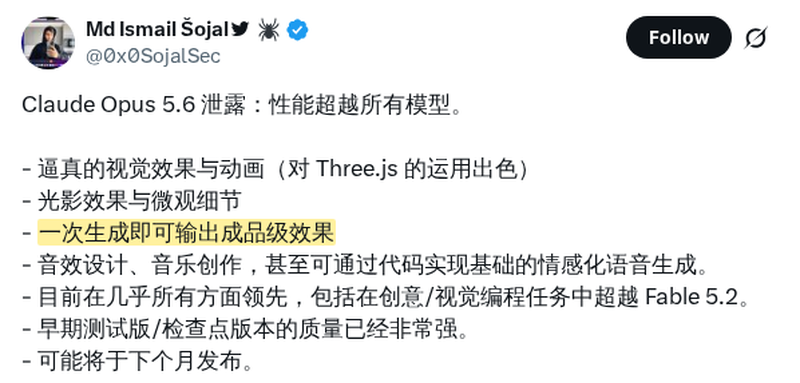 Md Ismail Šojal
@0x0SojalSec
Follow
Claude Opus 5.6 泄露：性能超越所有模型。
- 逼真的视觉效果与动画（对 Three.js 的运用出色）
- 光影效果与微观细节
- 一次生成即可输出成品级效果
- 音效设计、音乐创作，甚至可通过代码实现基础的情感化语音生成。
- 目前在几乎所有方面领先，包括在创意/视觉编程任务中超越 Fable 5.2。
- 早期测试版/检查点版本的质量已经非常强。
- 可能将于下个月发布。